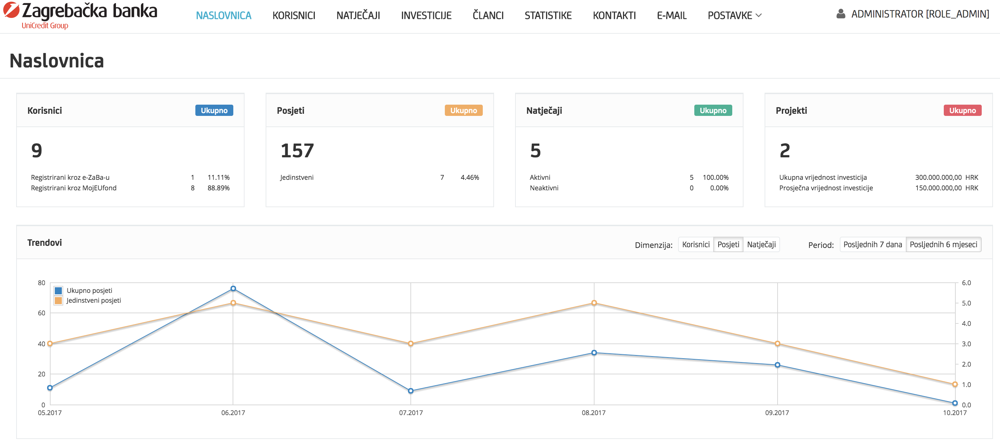 Zagrebačka banka
UniCredit Group
NASLOVNICA KORISNICI NATJEČAJI INVESTICIJE ČLANCI STATISTIKE KONTAKTI E-MAIL POSTAVKE
ADMINISTRATOR [ROLE_ADMIN]
Naslovnica
Korisnici Ukupno
9
Registrirani kroz e-ZaBa-u 1 11.11%
Registrirani kroz MojEUfond 8 88.89%
Posjeti Ukupno
157
Jedinstveni 7 4.46%
Natječaji Ukupno
5
Aktivni 5 100.00%
Neaktivni 0 0.00%
Projekti Ukupno
2
Ukupna vrijednost investicija 300.000.000,00 HRK
Prosječna vrijednost investicije 150.000.000,00 HRK
Trendovi
Dimenzija: Korisnici Posjeti Natječaji
Period: Posljednih 7 dana Posljednih 6 mjeseci
Ukupno posjeti
Jedinstveni posjeti
80
60
40
20
0
6.0
5.0
4.0
3.0
2.0
1.0
0.0
05.2017 06.2017 07.2017 08.2017 09.2017 10.2017